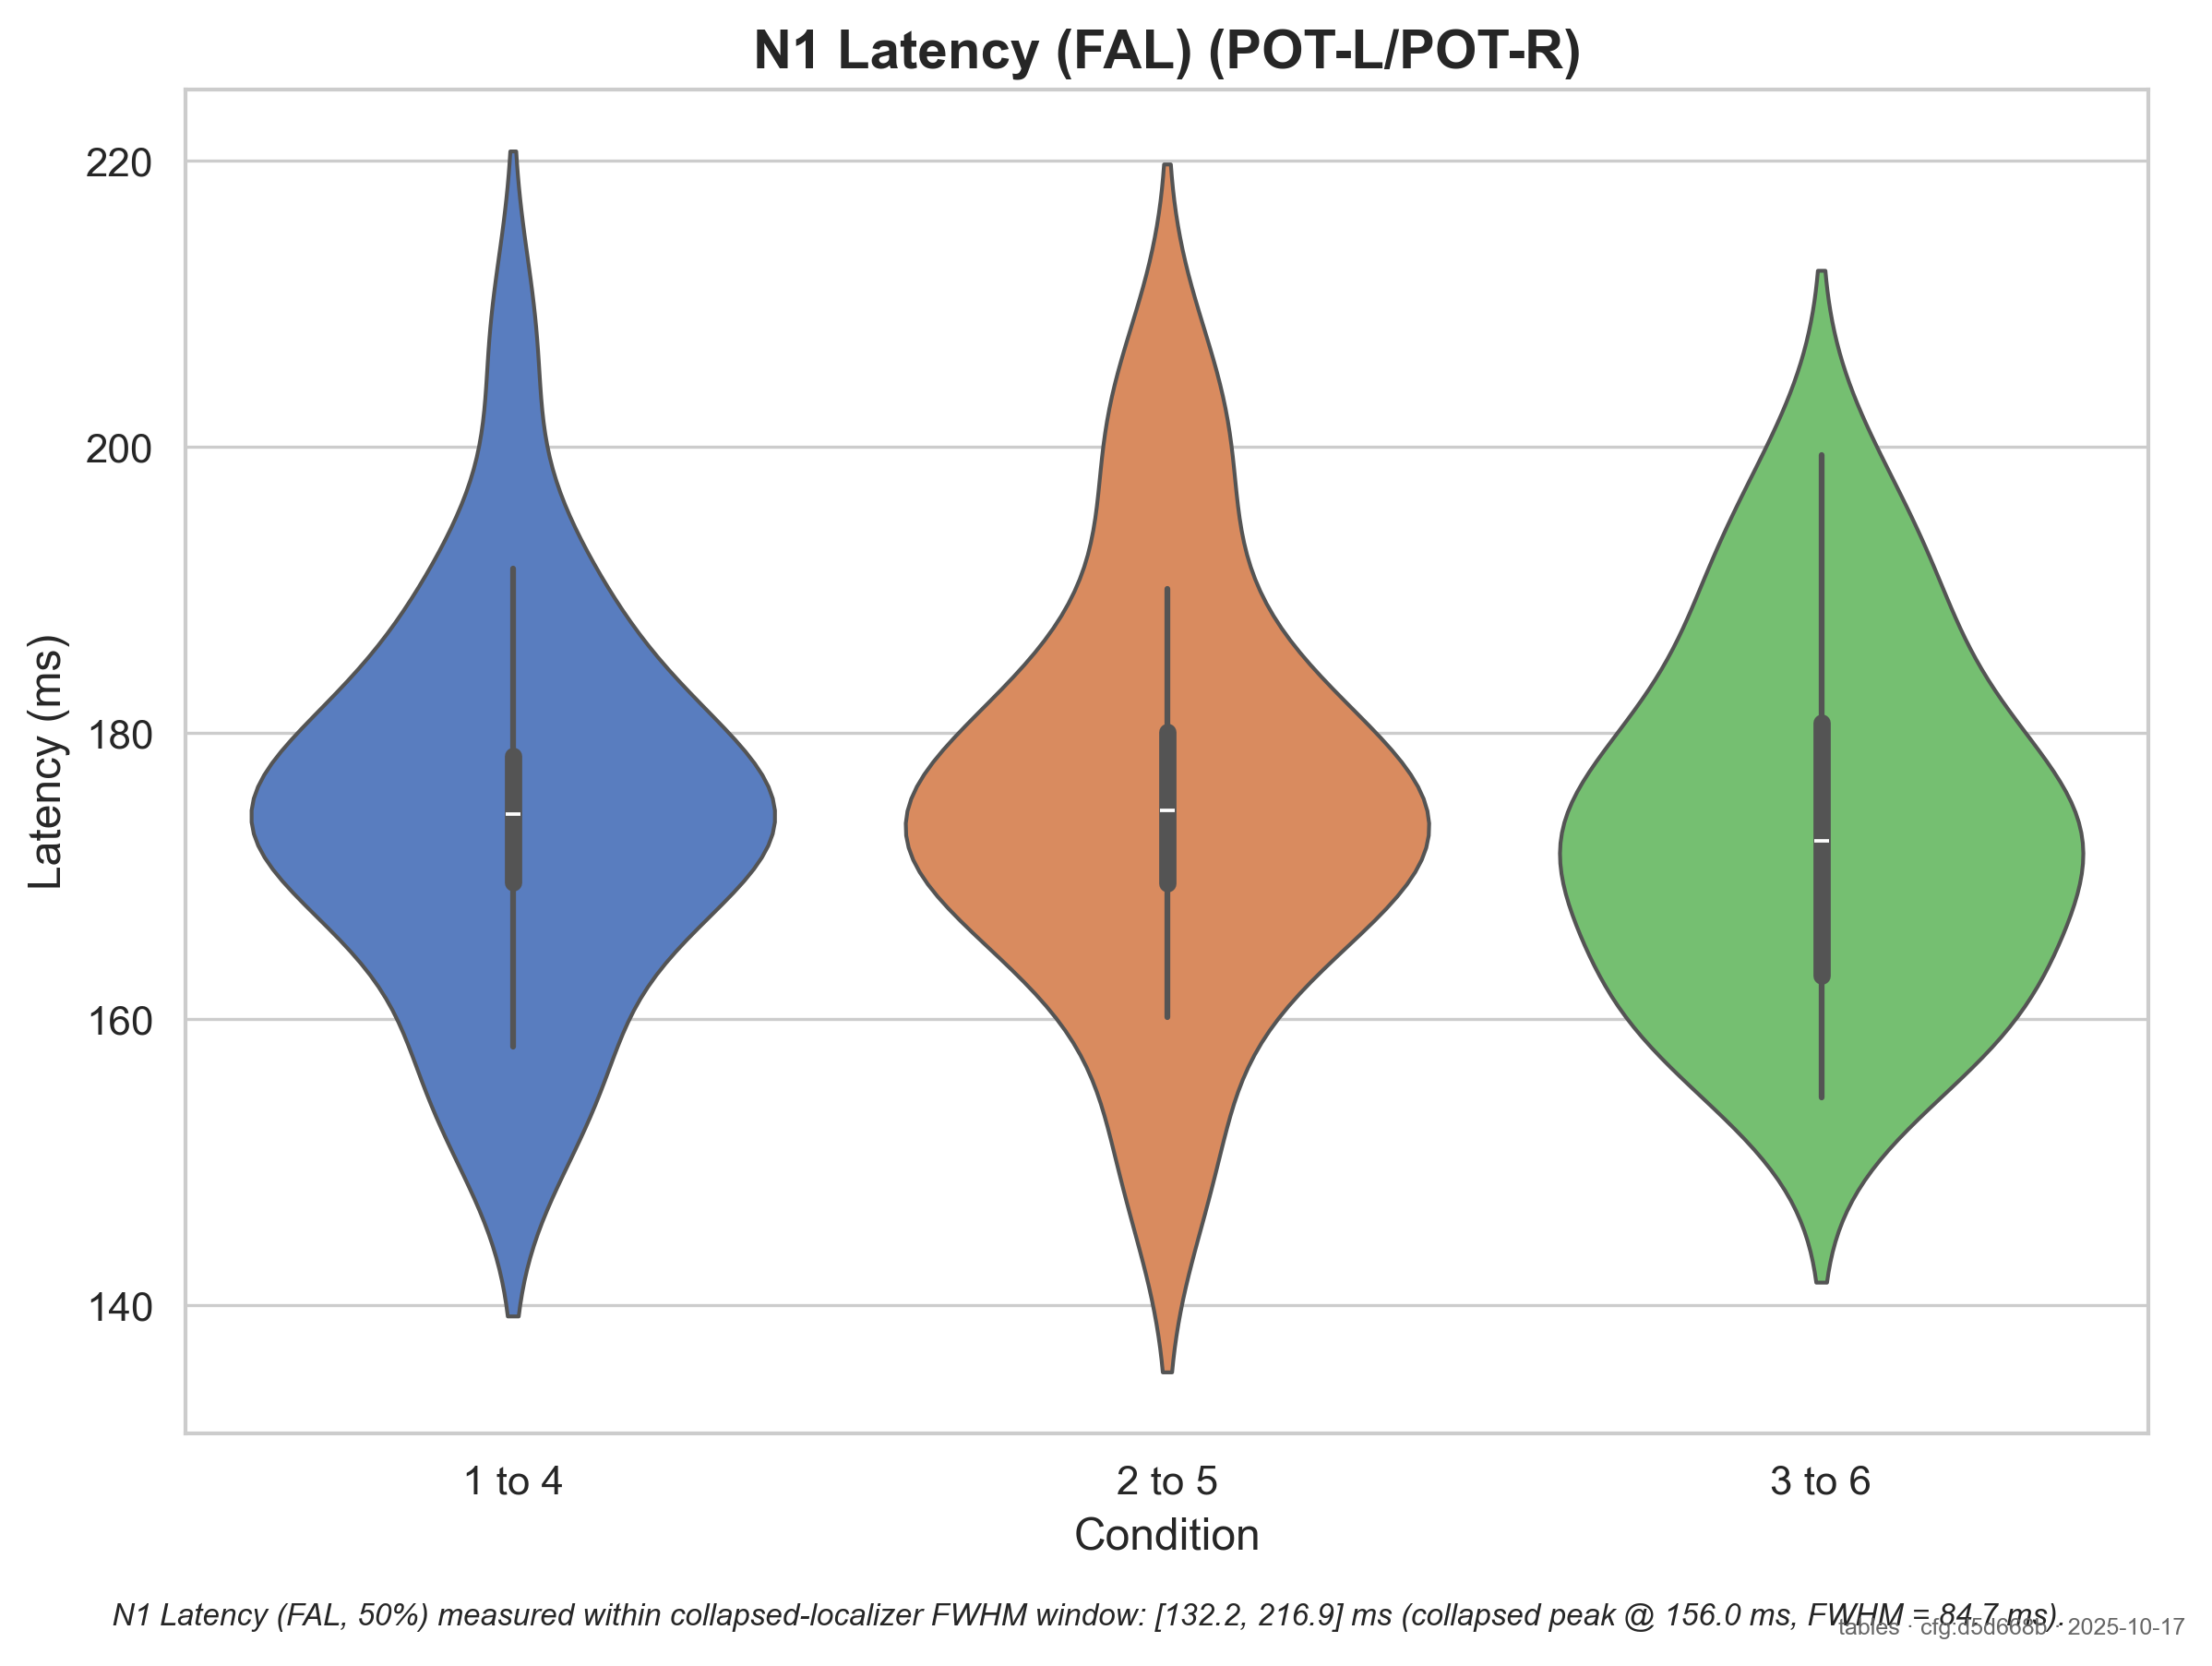 N1 Latency (FAL) (POT-L/POT-R)
Latency (ms)
220
200
180
160
140
1 to 4
2 to 5
3 to 6
Condition
N1 Latency (FAL, 50%) measured within collapsed-localizer FWHM window: [132.2, 216.9] ms (collapsed peak @ 156.0 ms, FWHM = 84.7 ms).
tables · cfg:d5d668b · 2025-10-17